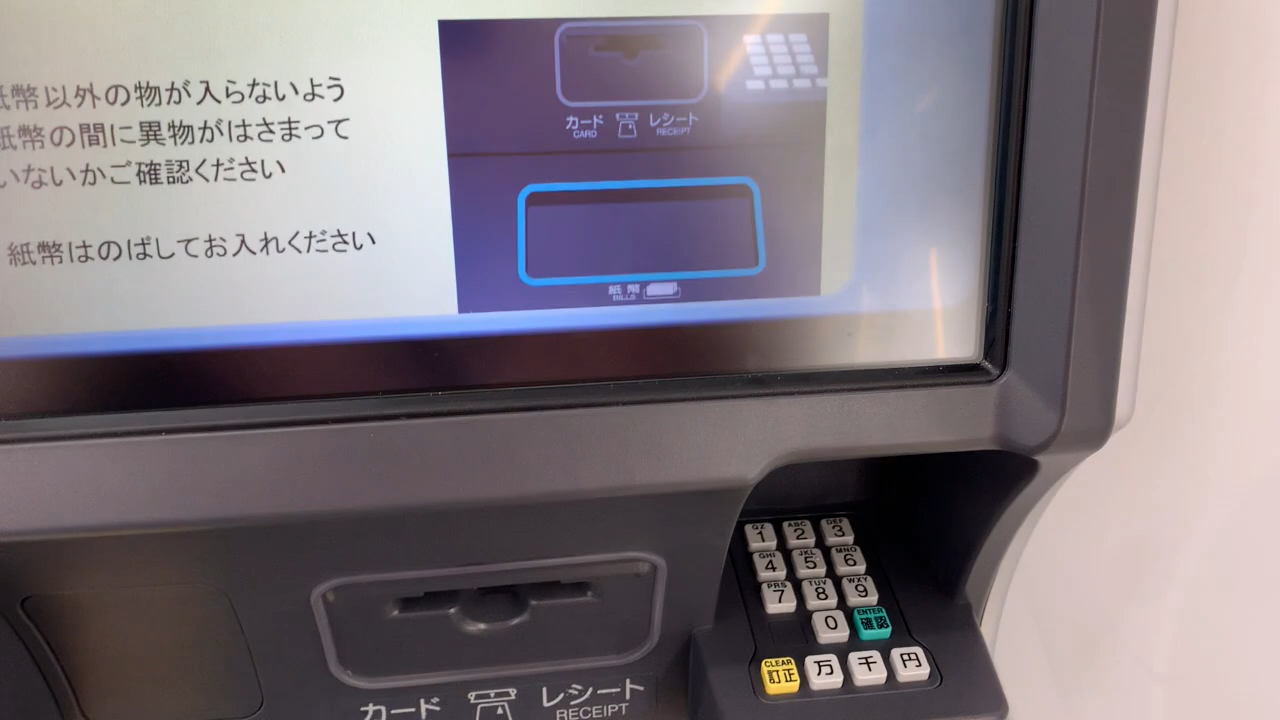 紙幣以外の物が入らないよう
紙幣の間に異物がはさまって
いないかご確認ください
紙幣はのばしてお入れください
カード
CARD
レシート
RECEIPT
紙幣
BILLS
QZ
1
ABC
2
DEF
3
GHI
4
JKL
5
MNO
6
PRS
7
TUV
8
WXY
9
0
ENTER
確認
CLEAR
訂正
万
千
円
カード
レシート
RECEIPT